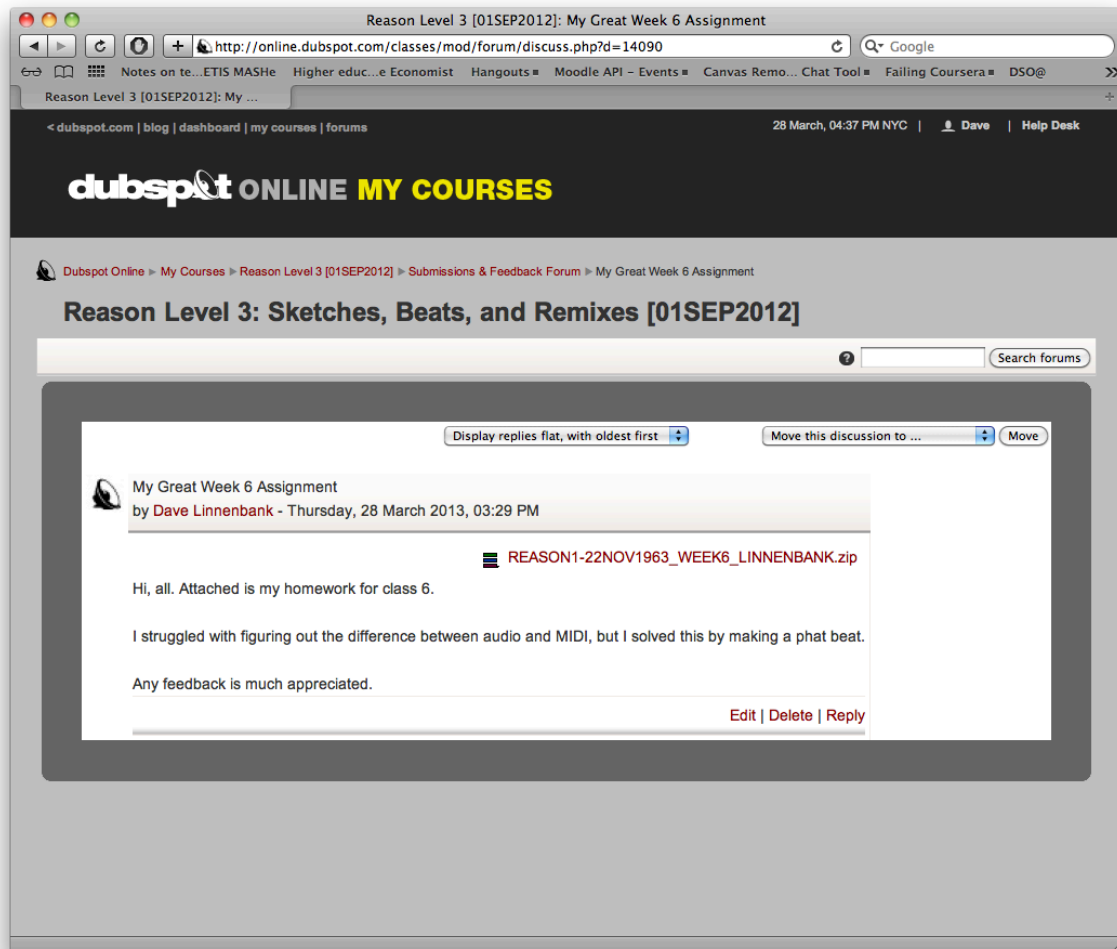 Reason Level 3 [01SEP2012]: My Great Week 6 Assignment
http://online.dubspot.com/classes/mod/forum/discuss.php?d=14090
Google
Notes on te...ETIS MASHe Higher educ...e Economist Hangouts Moodle API – Events Canvas Remo... Chat Tool Failing Coursera DSO@ >>
Reason Level 3 [01SEP2012]: My ...
< dubspot.com | blog | dashboard | my courses | forums 28 March, 04:37 PM NYC | Dave | Help Desk
dubspot ONLINE MY COURSES
Dubspot Online ► My Courses ► Reason Level 3 [01SEP2012] ► Submissions & Feedback Forum ► My Great Week 6 Assignment
Reason Level 3: Sketches, Beats, and Remixes [01SEP2012]
? Search forums
Display replies flat, with oldest first Move this discussion to ... Move
My Great Week 6 Assignment
by Dave Linnenbank - Thursday, 28 March 2013, 03:29 PM
REASON1-22NOV1963_WEEK6_LINNENBANK.zip
Hi, all. Attached is my homework for class 6.
I struggled with figuring out the difference between audio and MIDI, but I solved this by making a phat beat.
Any feedback is much appreciated.
Edit | Delete | Reply